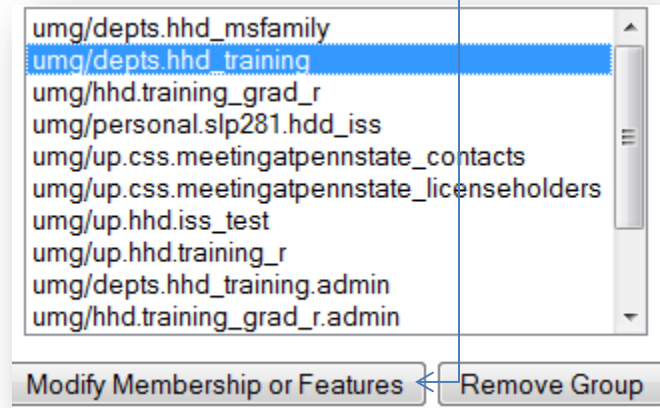 umg/depts.hhd_msfamily
umg/depts.hhd_training
umg/hhd.training_grad_r
umg/personal.slp281.hdd_iss
umg/up.css.meetingatpennstate_contacts
umg/up.css.meetingatpennstate_licenseholders
umg/up.hhd.iss_test
umg/up.hhd.training_r
umg/depts.hhd_training.admin
umg/hhd.training_grad_r.admin
Modify Membership or Features Remove Group